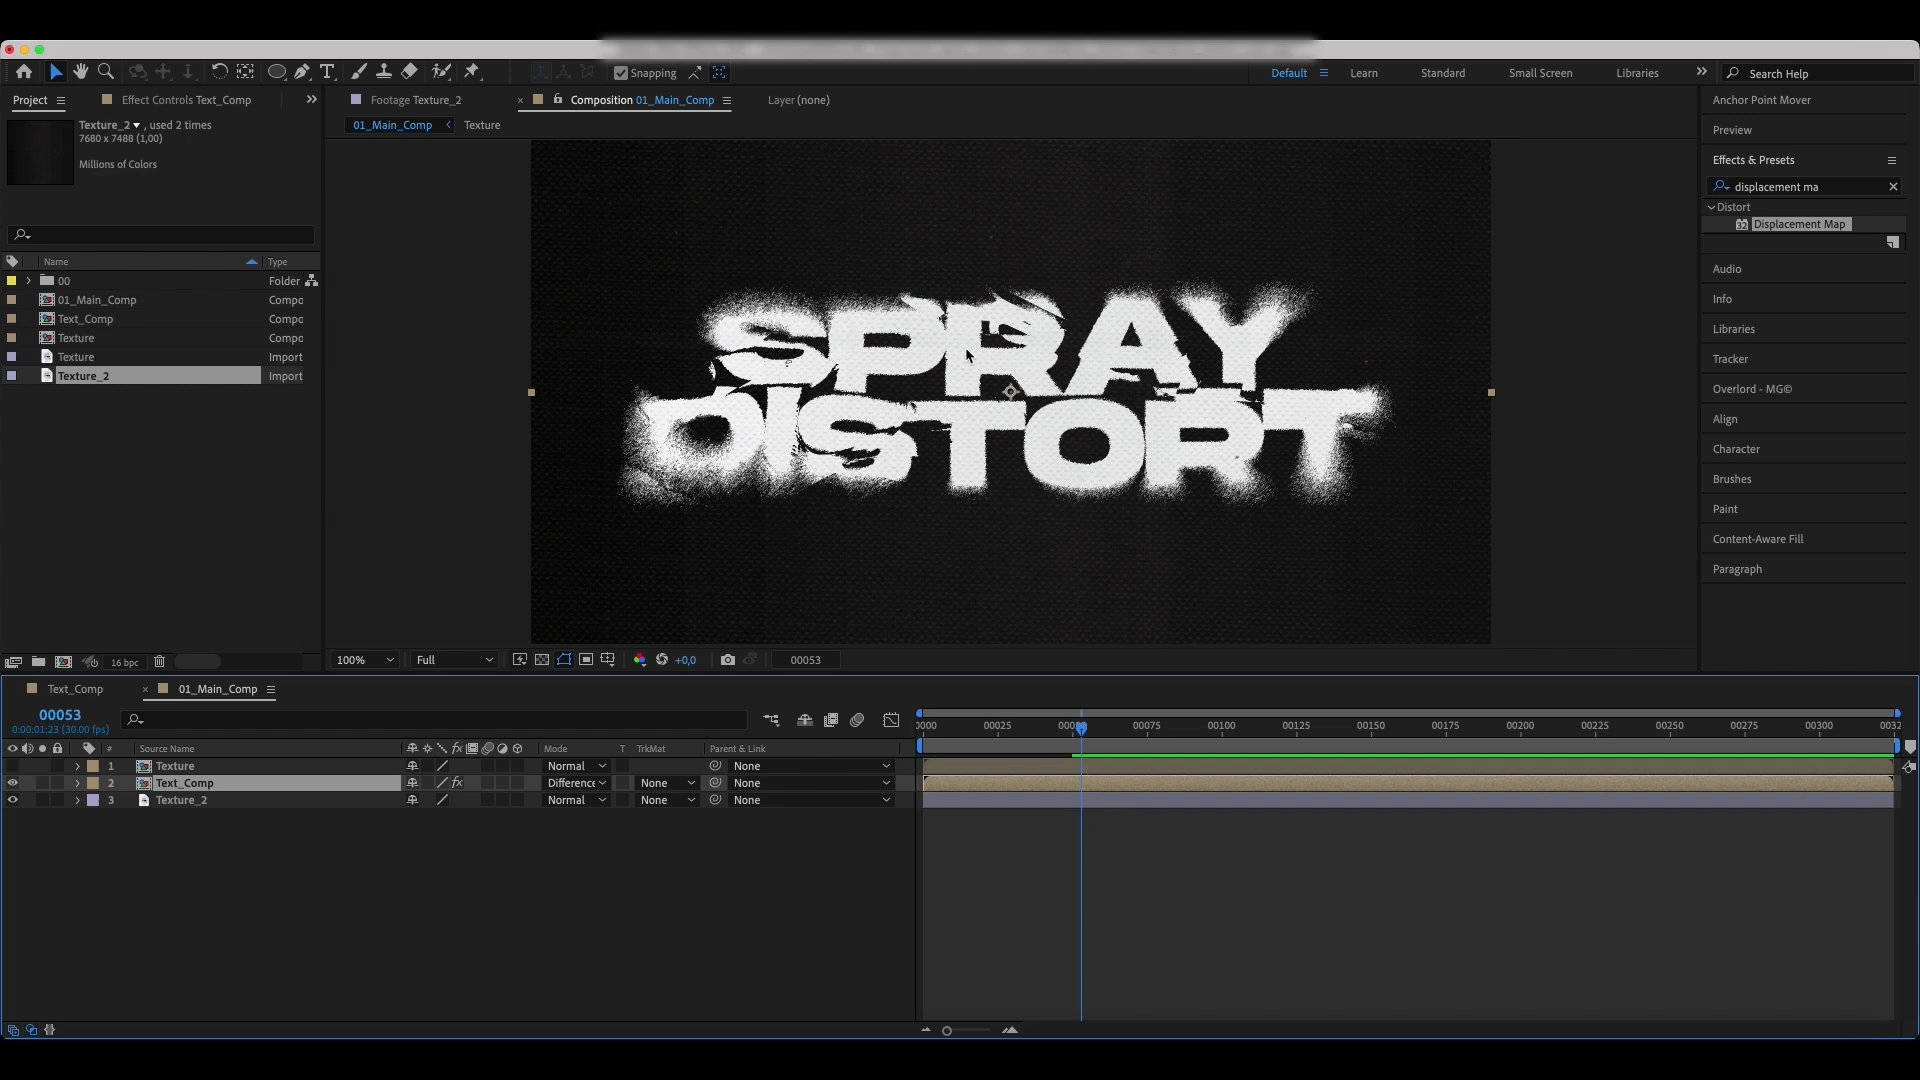 Snapping
Default
Learn
Standard
Small Screen
Libraries
Search Help
Project
Effect Controls Text_Comp
Footage Texture_2
Composition 01_Main_Comp
Layer (none)
Anchor Point Mover
01_Main_Comp
Texture
Texture_2 , used 2 times
7680 x 7488 (1,00)
Millions of Colors
Preview
Effects & Presets
displacement ma
Distort
32 Displacement Map
Audio
Info
Libraries
Tracker
Overlord - MG©
Align
Character
Brushes
Paint
Content-Aware Fill
Paragraph
Name
Type
00
Folder
01_Main_Comp
Compo
Text_Comp
Compo
Texture
Compo
Texture
Import
Texture_2
Import
SPRAY
DISTORT
16 bpc
100%
Full
+0,0
00053
Text_Comp
01_Main_Comp
00053
0:00:01:23 (30.00 fps)
0000
00025
00075
00100
00125
00150
00175
00200
00225
00250
00275
00300
0032
#
Source Name
fx
Mode
T
TrkMat
Parent & Link
1
Texture
Normal
None
2
Text_Comp
fx
Difference
None
None
3
Texture_2
Normal
None
None